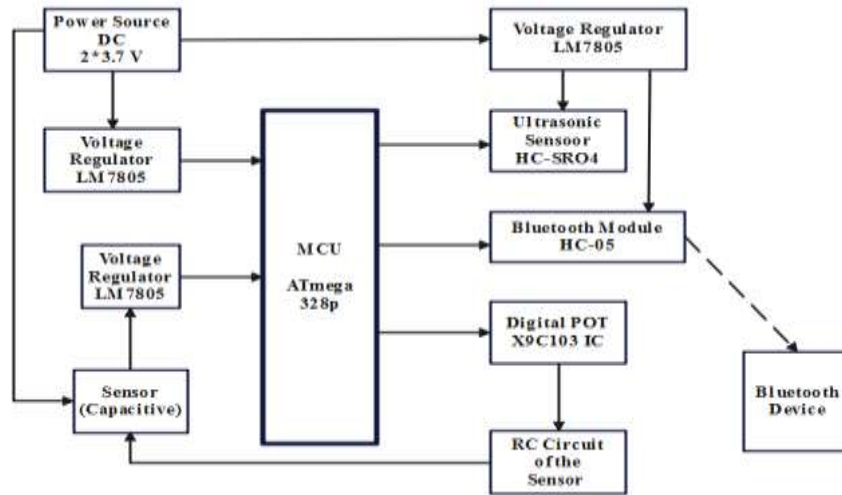 Power Source
DC
2*3.7 V
Voltage Regulator
LM7805
Ultrasonic
Sensoor
HC-SRO4
Voltage
Regulator
LM7805
MCU
ATmega
328p
Bluetooth Module
HC-05
Voltage
Regulator
LM7805
Digital POT
X9C103 IC
Sensor
(Capacitive)
Bluetooth
Device
RC Circuit
of the
Sensor